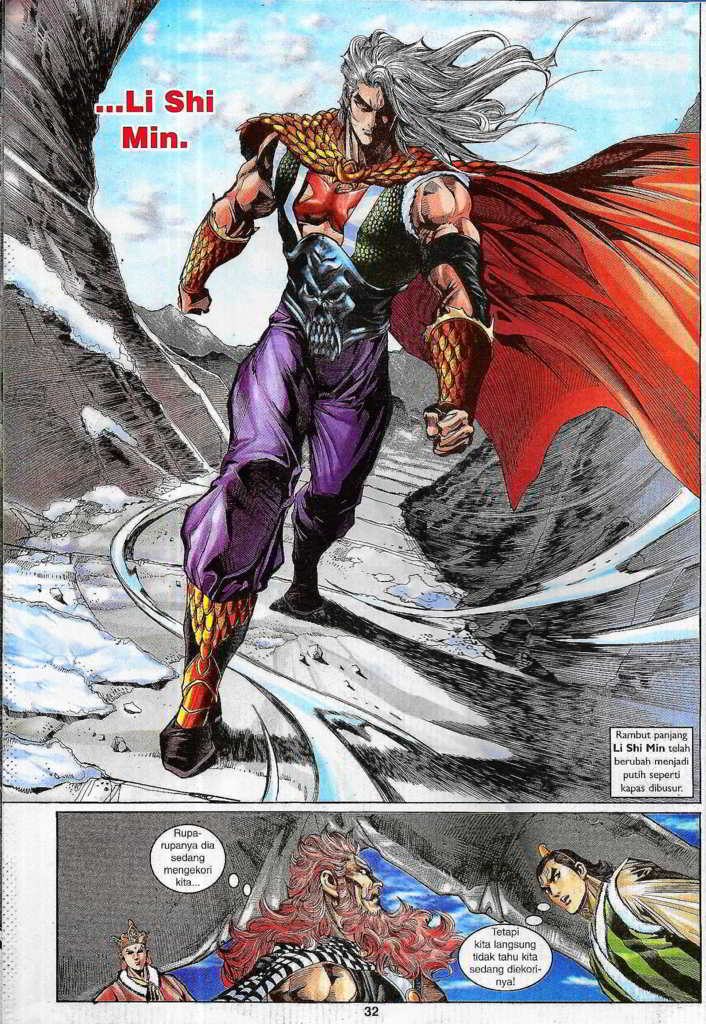 ...Li Shi
Min.
Rambut panjang
Li Shi Min telah
berubah menjadi
putih seperti
kapas dibusur.
Rupa-
rupanya dia
sedang
mengekori
kita...
Tetapi
kita langsung
tidak tahu kita
sedang diekori-
nya!
32